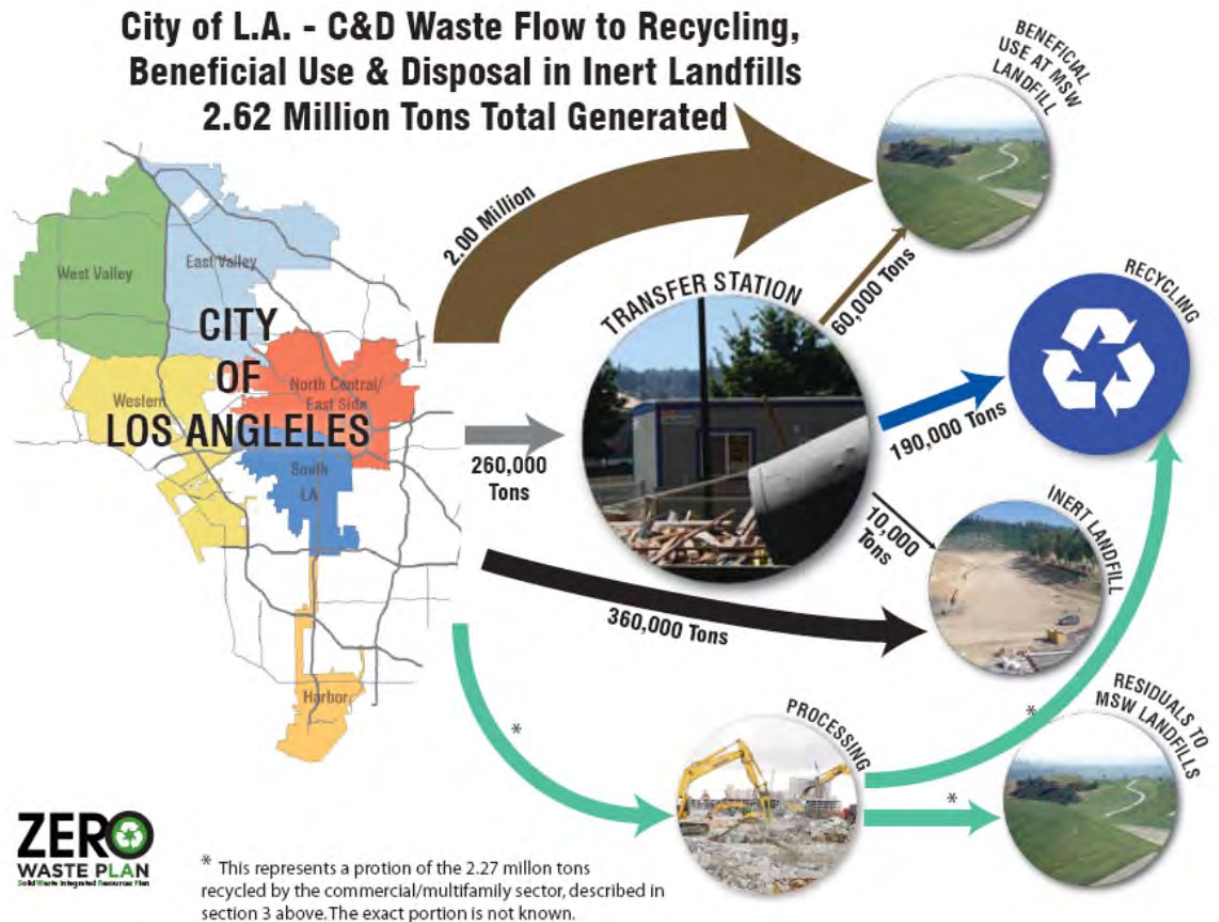 City of L.A. - C&D Waste Flow to Recycling,
Beneficial Use & Disposal in Inert Landfills
2.62 Million Tons Total Generated
BENEFICIAL
USE AT MSW
LANDFILL
2.00 Million
West Valley
East Valley
TRANSFER STATION
60,000 Tons
RECYCLING
CITY
OF
LOS ANGLELES
North Central/
East Side
Western
190,000 Tons
260,000
Tons
South
LA
10,000
Tons
INERT LANDFILL
360,000 Tons
Harbor
*
PROCESSING
*
RESIDUALS TO
MSW LANDFILLS
*
ZERO
WASTE PLAN
Solid Waste Integrated Resources Plan
* This represents a protion of the 2.27 millon tons
recycled by the commercial/multifamily sector, described in
section 3 above. The exact portion is not known.